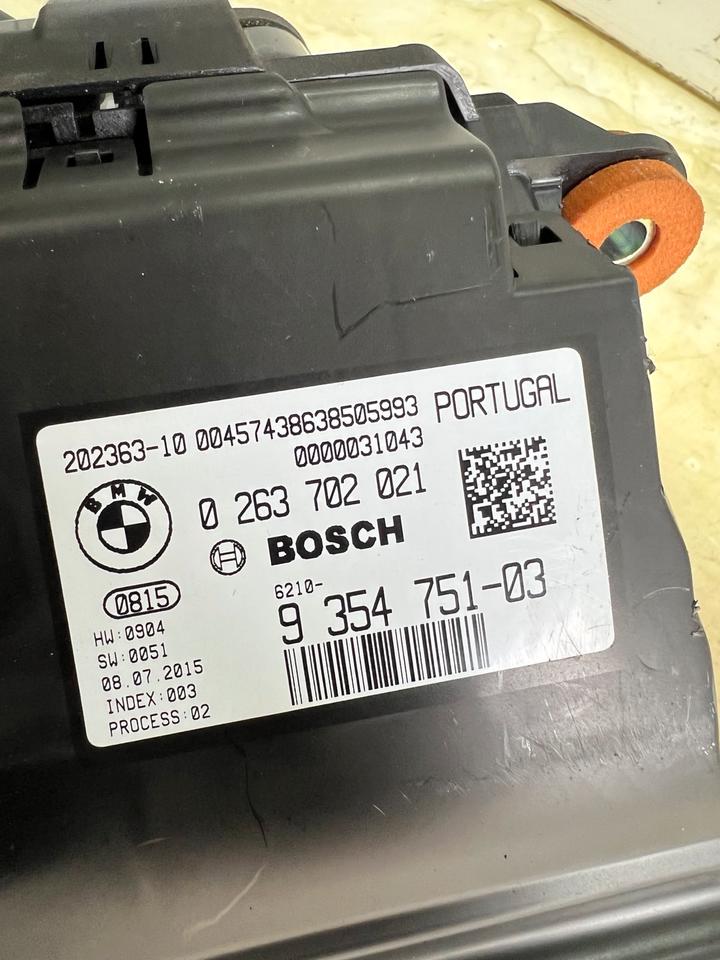 202363-10 00457438638505993 PORTUGAL
0000031043
BMW
0 263 702 021
BOSCH
0815
6210-
9 354 751-03
HW:0904
SW:0051
08.07.2015
INDEX:003
PROCESS:02